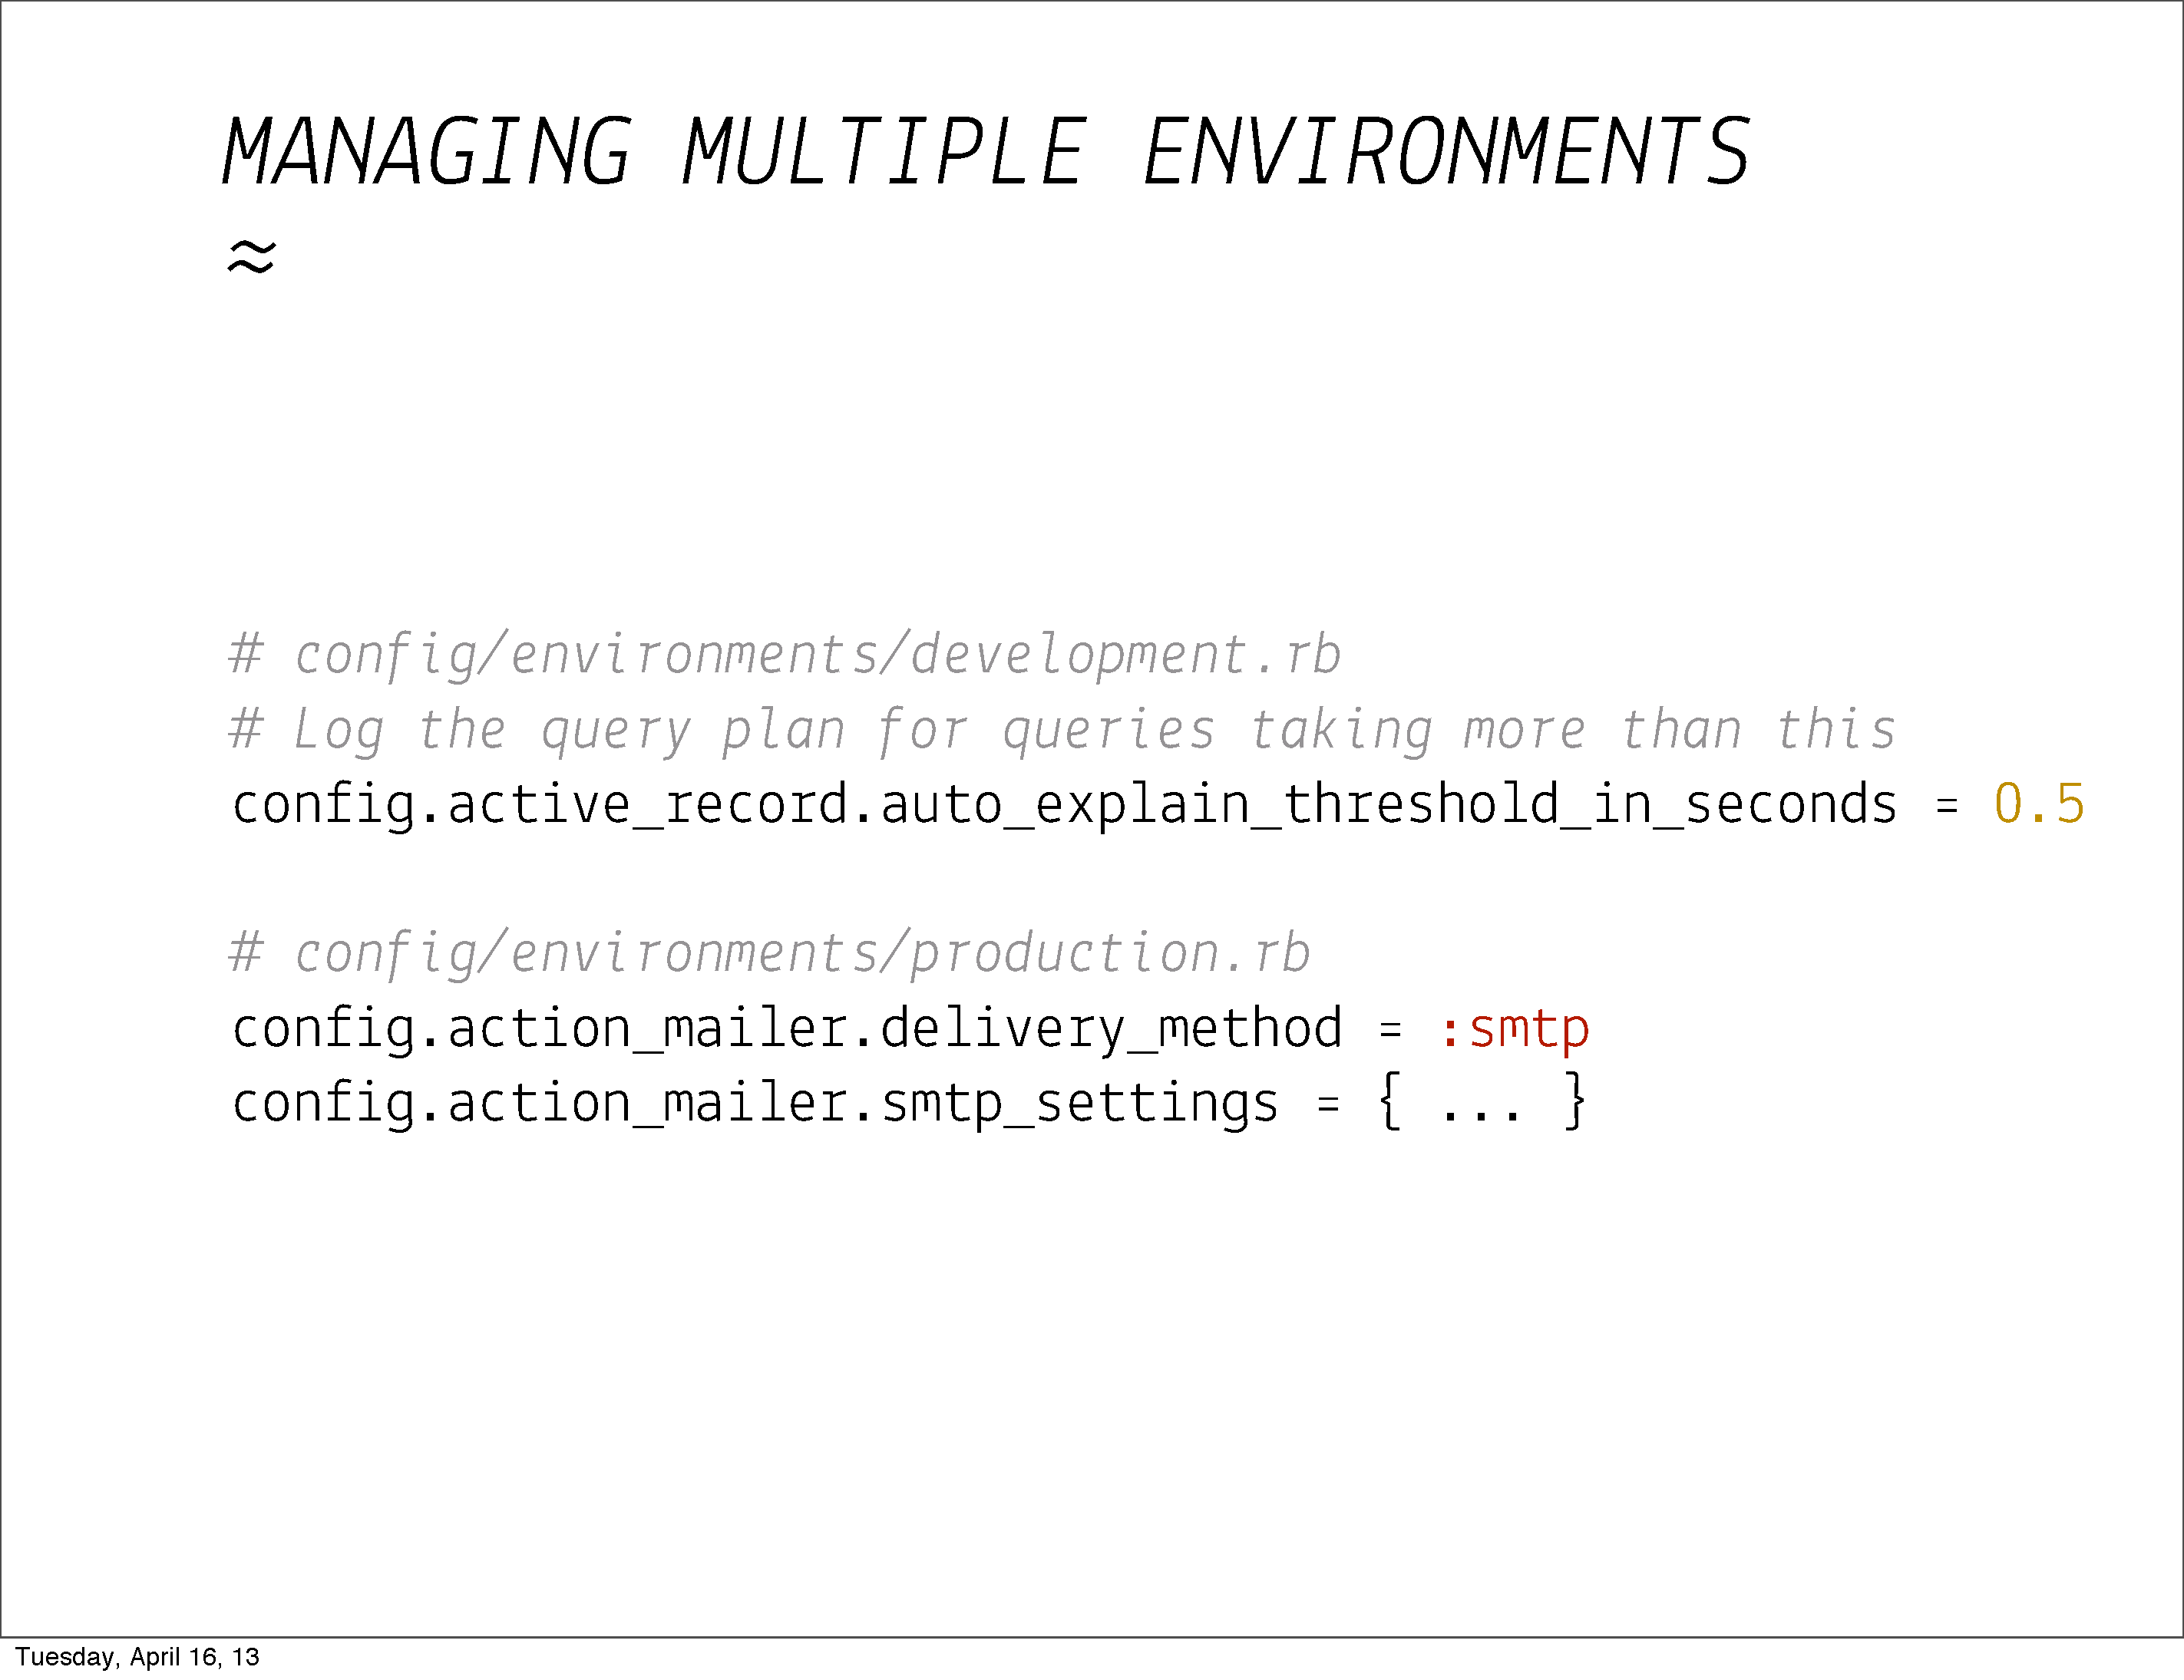 MANAGING MULTIPLE ENVIRONMENTS
≈
# config/environments/development.rb
# Log the query plan for queries taking more than this
config.active_record.auto_explain_threshold_in_seconds = 0.5
# config/environments/production.rb
config.action_mailer.delivery_method = :smtp
config.action_mailer.smtp_settings = { ... }
Tuesday, April 16, 13